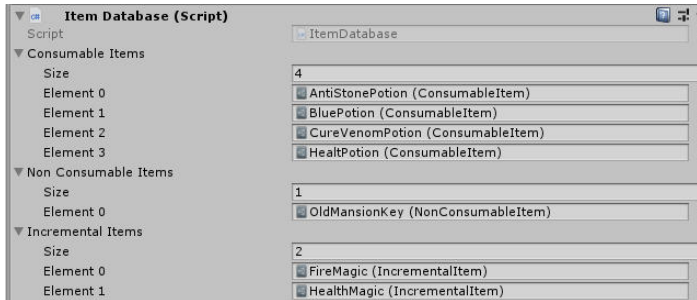 Item Database (Script)
Script ItemDatabase
Consumable Items
Size 4
Element 0 AntiStonePotion (ConsumableItem)
Element 1 BluePotion (ConsumableItem)
Element 2 CureVenomPotion (ConsumableItem)
Element 3 HealtPotion (ConsumableItem)
Non Consumable Items
Size 1
Element 0 OldMansionKey (NonConsumableItem)
Incremental Items
Size 2
Element 0 FireMagic (IncrementalItem)
Element 1 HealthMagic (IncrementalItem)